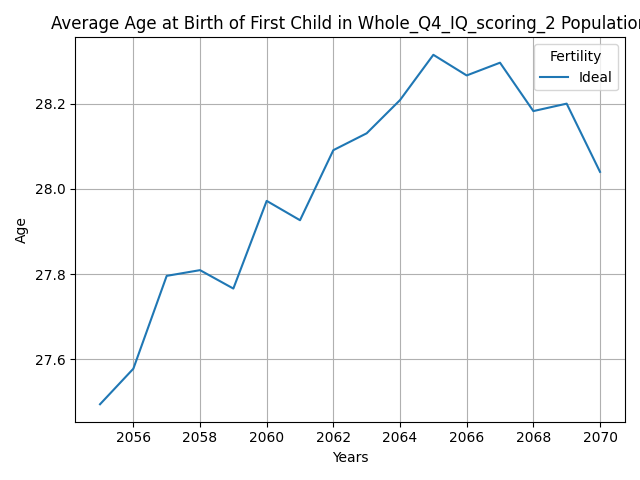 Average Age at Birth of First Child in Whole_Q4_IQ_scoring_2 Population
Fertility
Ideal
28.2
28.0
27.8
27.6
Age
2056 2058 2060 2062 2064 2066 2068 2070
Years